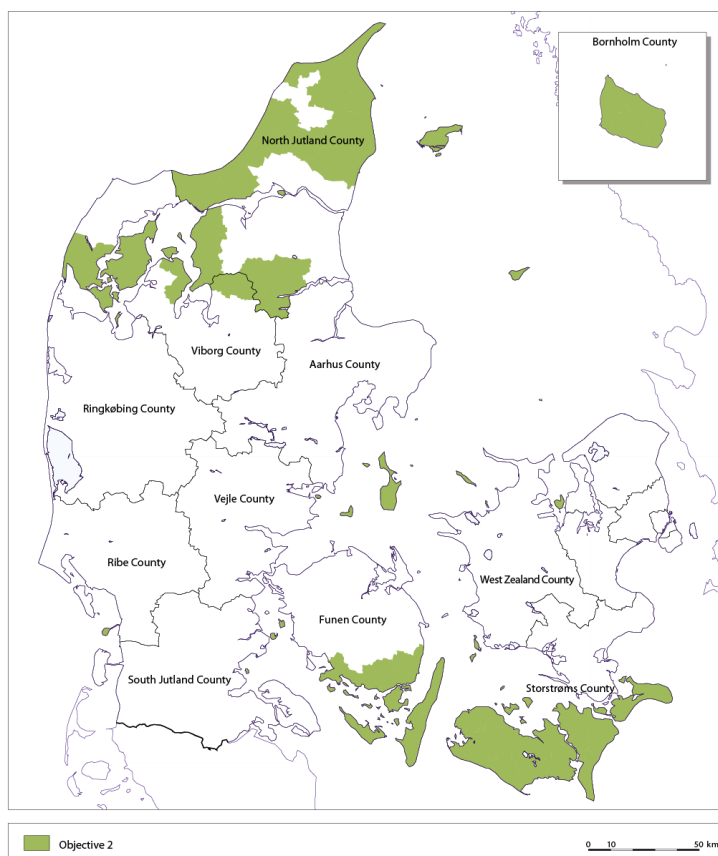 Bornholm County
North Jutland County
Viborg County
Aarhus County
Ringkøbing County
Vejle County
Ribe County
West Zealand County
Funen County
South Jutland County
Storstrøms County
Objective 2
0 10 50 km